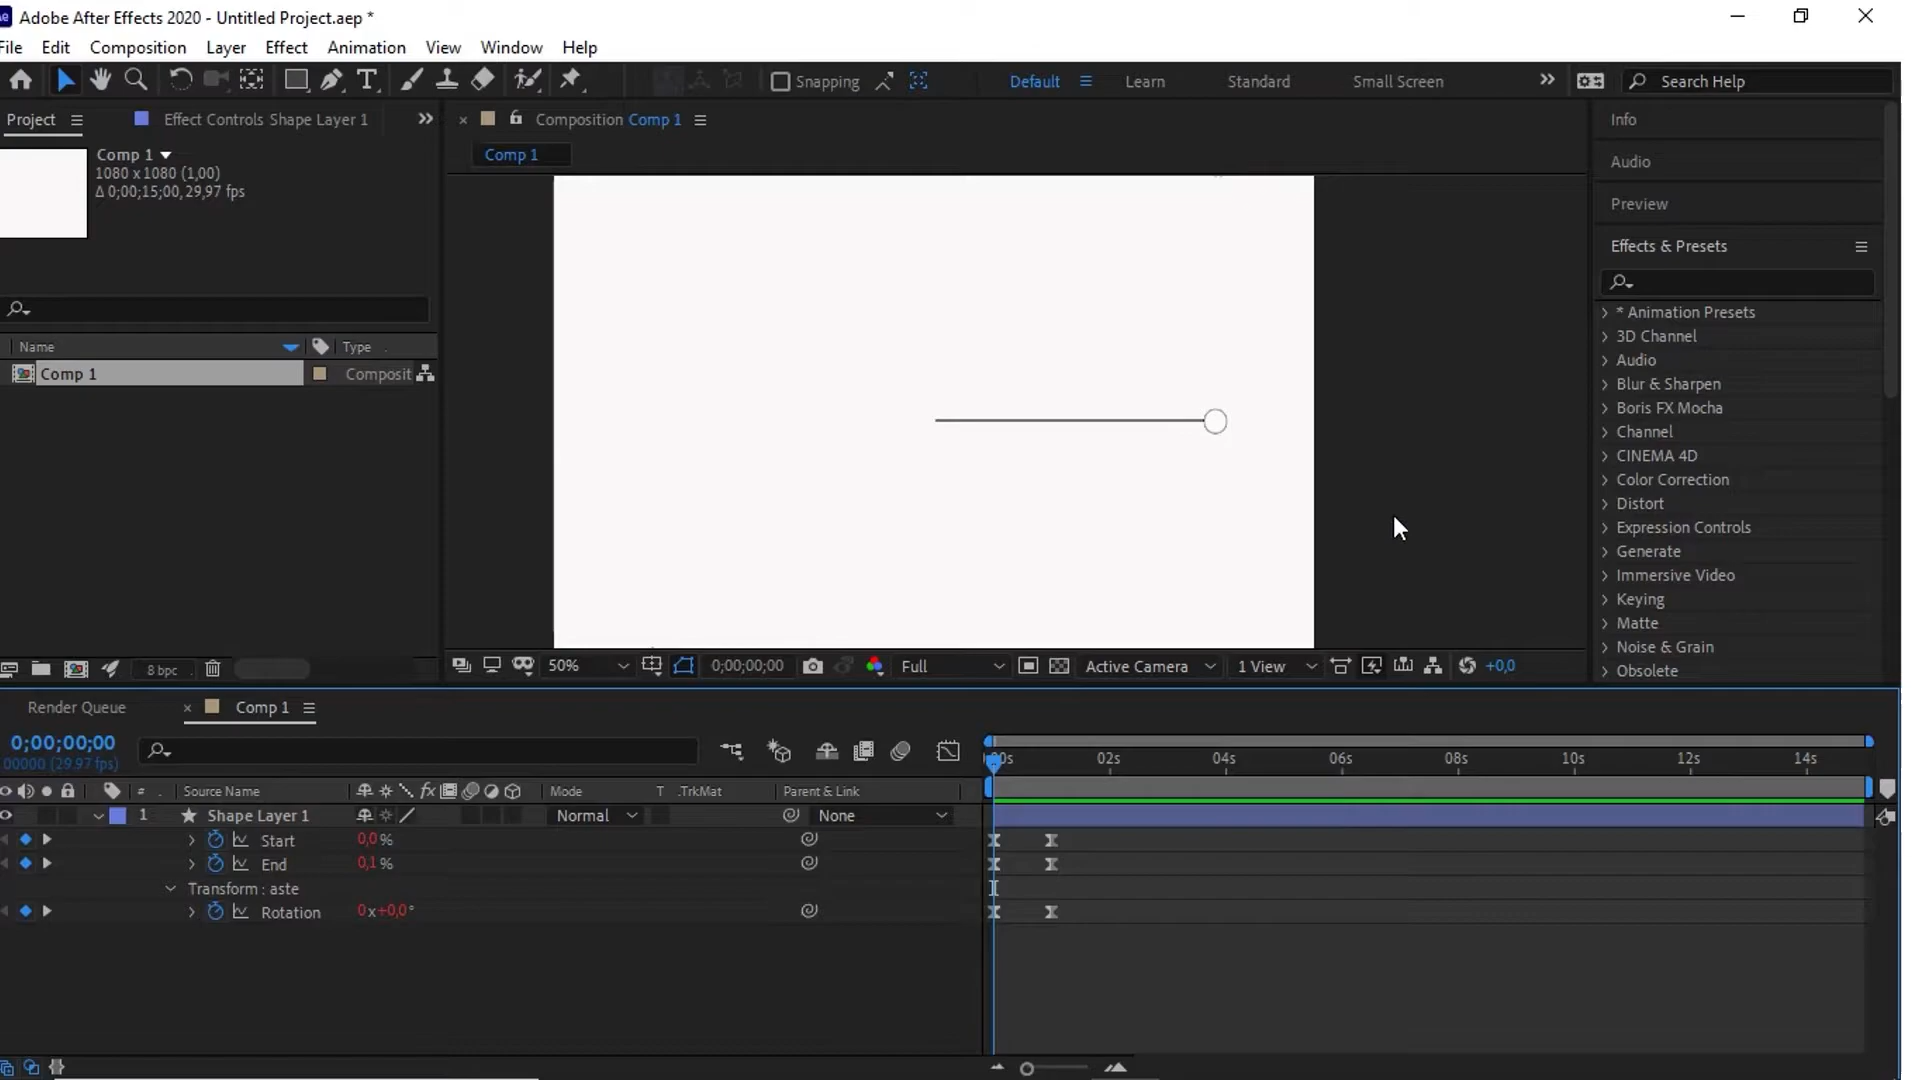 Adobe After Effects 2020 - Untitled Project.aep *
File Edit Composition Layer Effect Animation View Window Help
Snapping Default Learn Standard Small Screen Search Help
Project Effect Controls Shape Layer 1
Composition Comp 1
Comp 1
Comp 1
1080 x 1080 (1,00)
Δ 0;00;15;00, 29,97 fps
Name Type
Comp 1 Composit
8 bpc
50% 0;00;00;00 Full Active Camera 1 View +0,0
Info
Audio
Preview
Effects & Presets
* Animation Presets
3D Channel
Audio
Blur & Sharpen
Boris FX Mocha
Channel
CINEMA 4D
Color Correction
Distort
Expression Controls
Generate
Immersive Video
Keying
Matte
Noise & Grain
Obsolete
Render Queue Comp 1
0;00;00;00
00000 (29.97 fps)
02s 04s 06s 08s 10s 12s 14s
# Source Name fx Mode T .TrkMat Parent & Link
1 Shape Layer 1 Normal None
Start 0,0 %
End 0,1 %
Transform : aste
Rotation 0x+0,0°